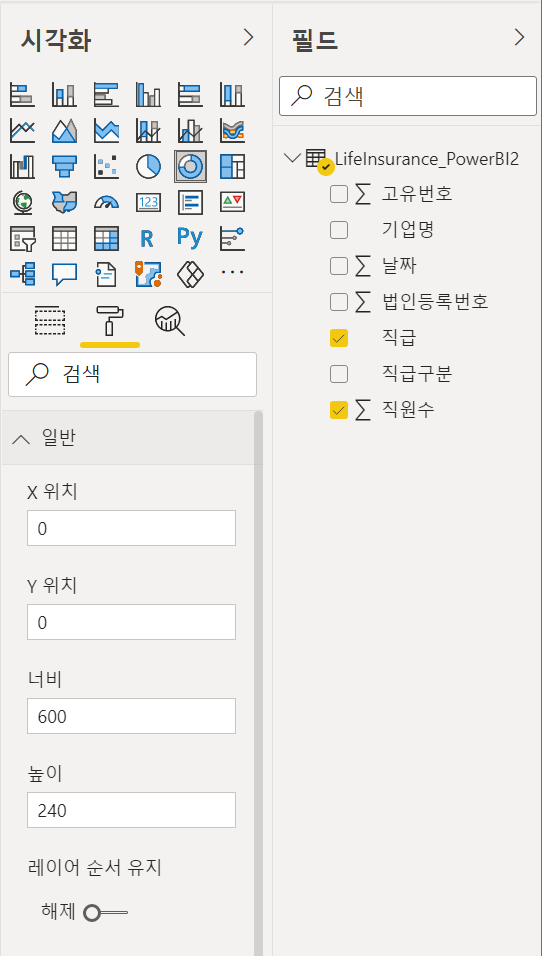 시각화
필드
검색
LifeInsurance_PowerBI2
고유번호
기업명
날짜
법인등록번호
직급
직급구분
직원수
123
R
Py
검색
일반
X 위치
0
Y 위치
0
너비
600
높이
240
레이어 순서 유지
해제